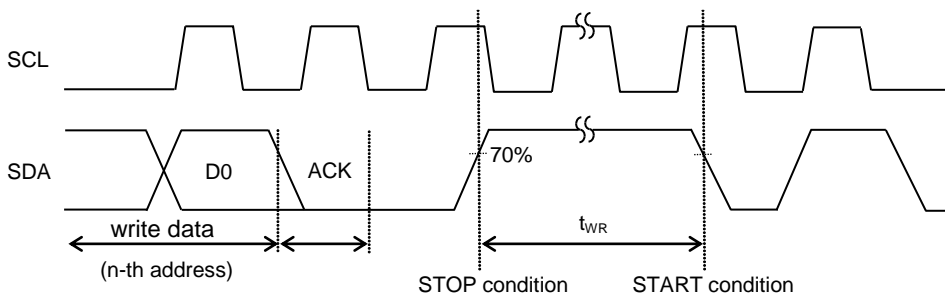 SCL
SDA
D0
ACK
70%
write data
(n-th address)
tWR
STOP condition
START condition